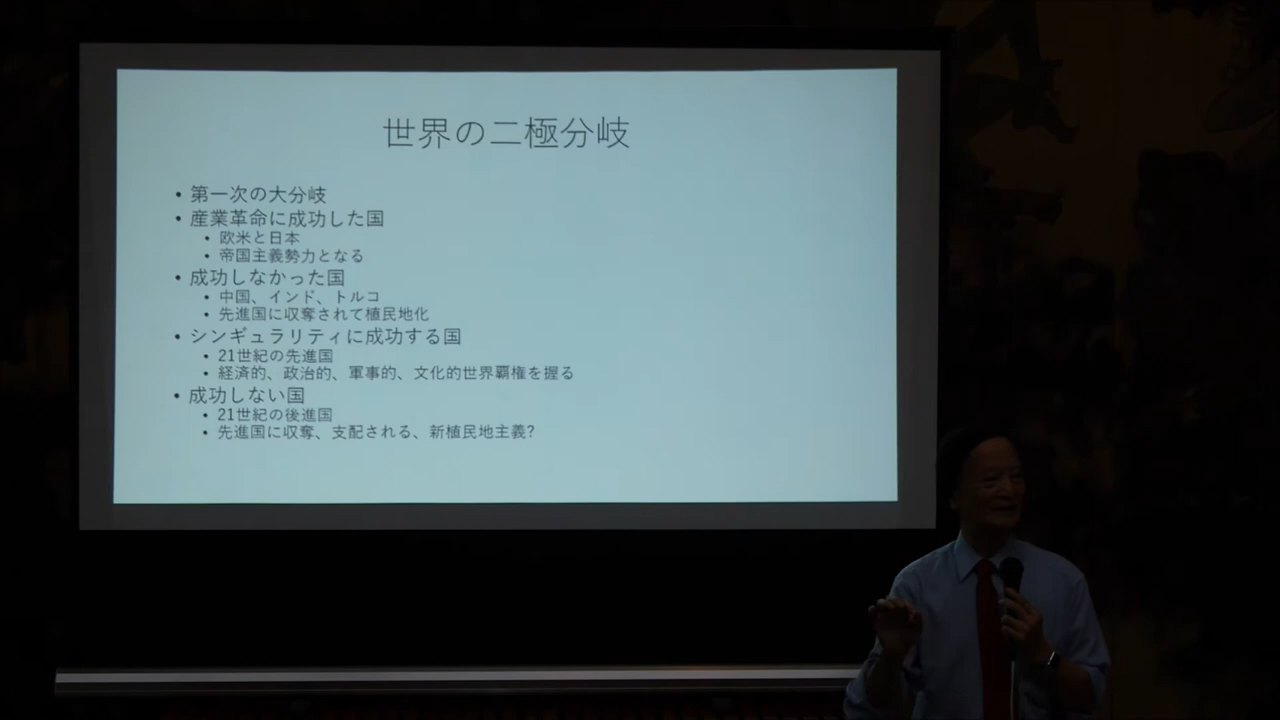 世界の二極分岐
• 第一次の大分岐
• 産業革命に成功した国
• 欧米と日本
• 帝国主義勢力となる
• 成功しなかった国
• 中国、インド、トルコ
• 先進国に収奪されて植民地化
• シンギュラリティに成功する国
• 21世紀の先進国
• 経済的、政治的、軍事的、文化的世界覇権を握る
• 成功しない国
• 21世紀の後進国
• 先進国に収奪、支配される、新植民地主義?